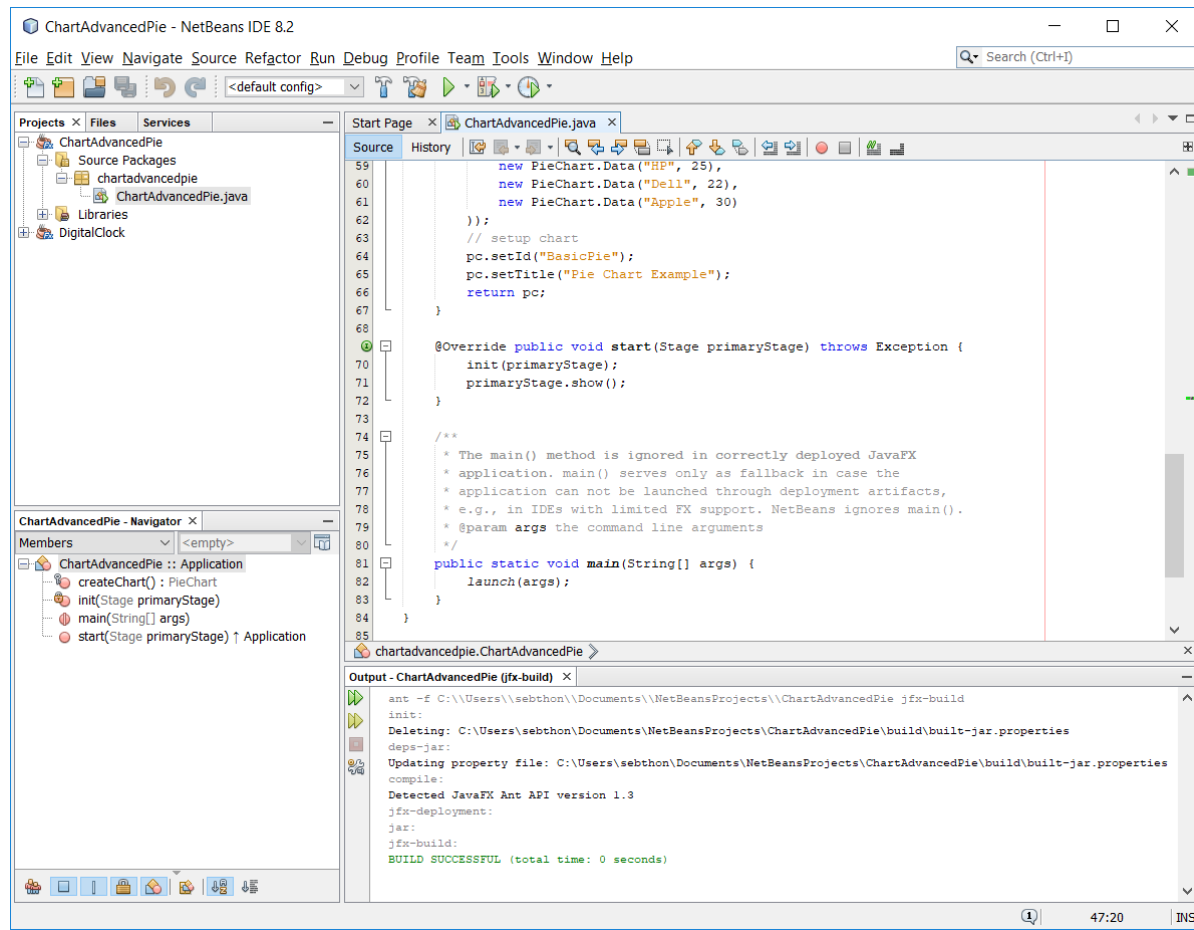 ChartAdvancedPie - NetBeans IDE 8.2
File Edit View Navigate Source Refactor Run Debug Profile Team Tools Window Help
Search (Ctrl+I)
<default config>
Projects Files Services
ChartAdvancedPie
Source Packages
chartadvancedpie
ChartAdvancedPie.java
Libraries
DigitalClock
ChartAdvancedPie - Navigator
Members <empty>
ChartAdvancedPie :: Application
createChart() : PieChart
init(Stage primaryStage)
main(String[] args)
start(Stage primaryStage) ↑ Application
Start Page ChartAdvancedPie.java
Source History
59 new PieChart.Data("HP", 25),
60 new PieChart.Data("Dell", 22),
61 new PieChart.Data("Apple", 30)
62 ));
63 // setup chart
64 pc.setId("BasicPie");
65 pc.setTitle("Pie Chart Example");
66 return pc;
67 }
68
@Override public void start(Stage primaryStage) throws Exception {
70 init(primaryStage);
71 primaryStage.show();
72 }
73
74 /**
75 * The main() method is ignored in correctly deployed JavaFX
76 * application. main() serves only as fallback in case the
77 * application can not be launched through deployment artifacts,
78 * e.g., in IDEs with limited FX support. NetBeans ignores main().
79 * @param args the command line arguments
80 */
81 public static void main(String[] args) {
82 launch(args);
83 }
84 }
85
chartadvancedpie.ChartAdvancedPie
Output - ChartAdvancedPie (jfx-build)
ant -f C:\\Users\\sebthon\\Documents\\NetBeansProjects\\ChartAdvancedPie jfx-build
init:
Deleting: C:\Users\sebthon\Documents\NetBeansProjects\ChartAdvancedPie\build\built-jar.properties
deps-jar:
Updating property file: C:\Users\sebthon\Documents\NetBeansProjects\ChartAdvancedPie\build\built-jar.properties
compile:
Detected JavaFX Ant API version 1.3
jfx-deployment:
jar:
jfx-build:
BUILD SUCCESSFUL (total time: 0 seconds)
1 47:20 INS